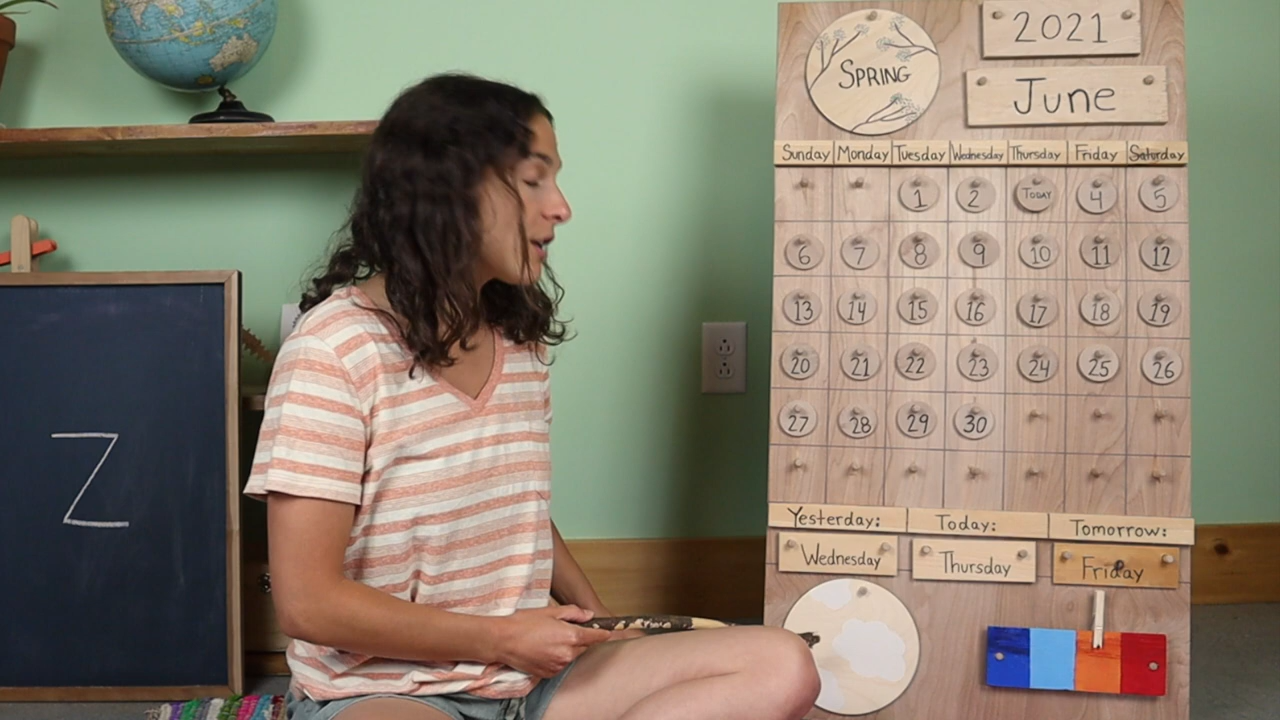 2021
SPRING
June
Sunday Monday Tuesday Wednesday Thursday Friday Saturday
1 2 TODAY 4 5
6 7 8 9 10 11 12
13 14 15 16 17 18 19
20 21 22 23 24 25 26
27 28 29 30
Yesterday: Today: Tomorrow:
Wednesday Thursday Friday
Z